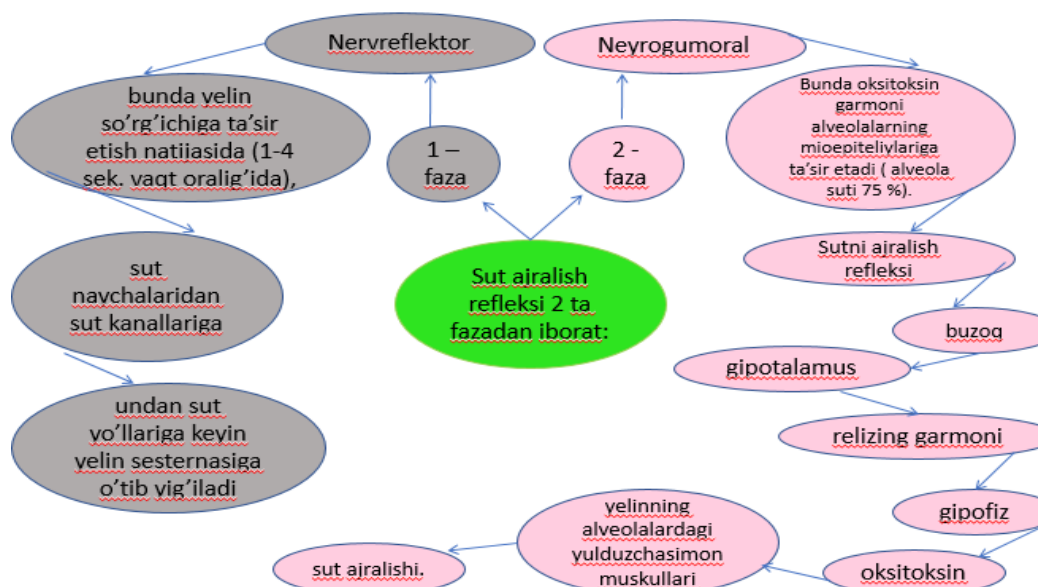 Nervreflektor
Neyrogumoral
bunda yelin
so’rg’ichiga ta’sir
etish natijasida (1-4
sek. vaqt oralig’ida),
1 –
faza
2 -
faza
Bunda oksitoksin
garmoni
alveolalarning
mioepiteliylariga
ta’sir etadi ( alveola
suti 75 %).
sut
navchalaridan
sut kanallariga
Sut ajralish
refleksi 2 ta
fazadan iborat:
Sutni ajralish
refleksi
buzoq
gipotalamus
undan sut
yo’llariga keyin
yelin sesternasiga
o’tib yig’iladi
relizing garmoni
gipofiz
oksitoksin
yelinning
alveolalardagi
yulduzchasimon
muskullari
sut ajralishi.